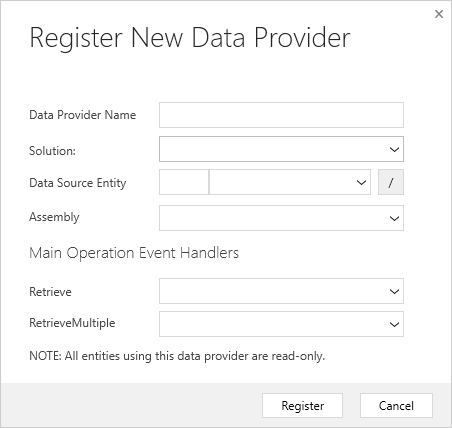 Register New Data Provider
Data Provider Name
Solution:
Data Source Entity /
Assembly
Main Operation Event Handlers
Retrieve
RetrieveMultiple
NOTE: All entities using this data provider are read-only.
Register Cancel